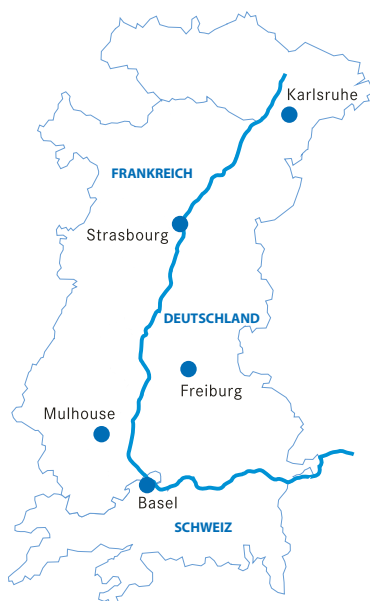 Karlsruhe
FRANKREICH
Strasbourg
DEUTSCHLAND
Freiburg
Mulhouse
Basel
SCHWEIZ